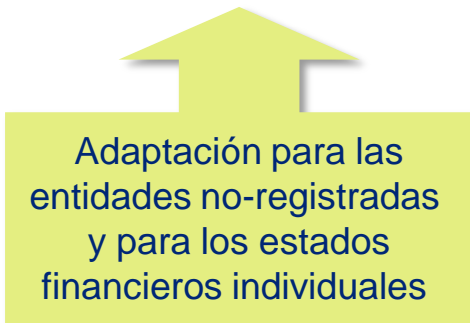 Adaptación para las
entidades no-registradas
y para los estados
financieros individuales